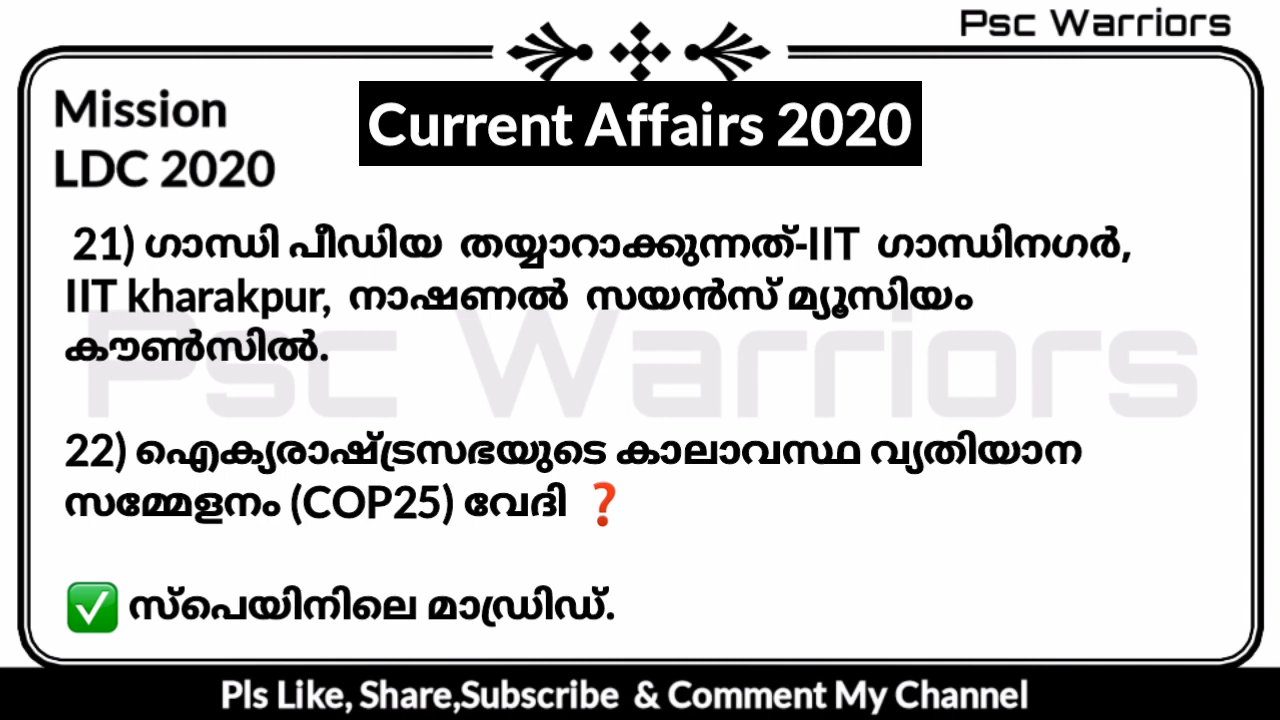 Psc Warriors
Mission
LDC 2020
Current Affairs 2020
21) ഗാന്ധി പീഡിയ തയ്യാറാക്കുന്നത്-IIT ഗാന്ധിനഗർ,
IIT kharakpur, നാഷണൽ സയൻസ് മ്യൂസിയം
കൗൺസിൽ.
Psc Warriors
22) ഐക്യരാഷ്ട്രസഭയുടെ കാലാവസ്ഥ വ്യതിയാന
സമ്മേളനം (COP25) വേദി ❓
✅ സ്പെയിനിലെ മാഡ്രിഡ്.
Pls Like, Share,Subscribe & Comment My Channel